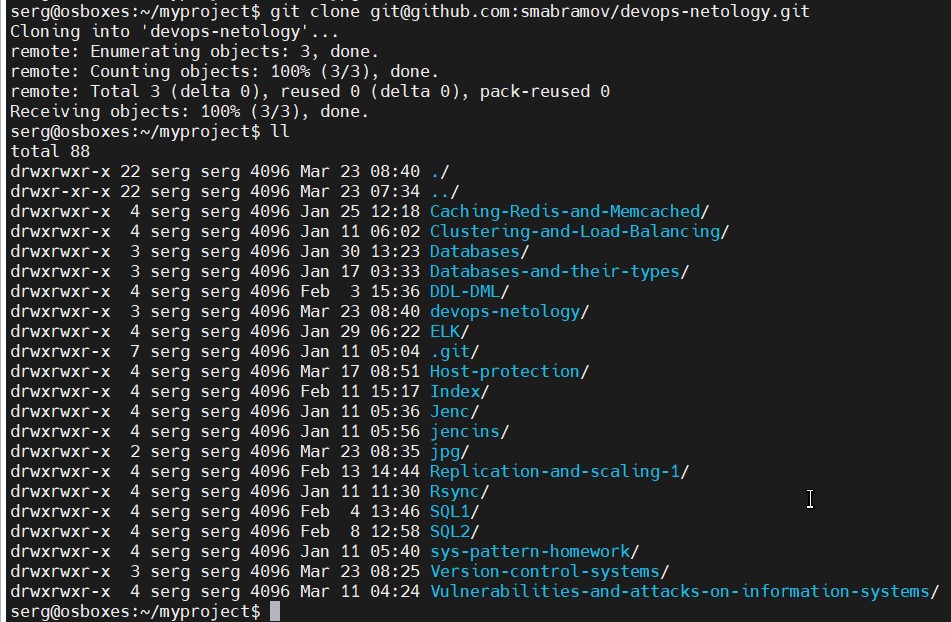 serg@osboxes:~/myproject$ git clone git@github.com:smabramov/devops-netology.git
Cloning into 'devops-netology'...
remote: Enumerating objects: 3, done.
remote: Counting objects: 100% (3/3), done.
remote: Total 3 (delta 0), reused 0 (delta 0), pack-reused 0
Receiving objects: 100% (3/3), done.
serg@osboxes:~/myproject$ ll
total 88
drwxrwxr-x 22 serg serg 4096 Mar 23 08:40 ./
drwxr-xr-x 22 serg serg 4096 Mar 23 07:34 ../
drwxrwxr-x  4 serg serg 4096 Jan 25 12:18 Caching-Redis-and-Memcached/
drwxrwxr-x  4 serg serg 4096 Jan 11 06:02 Clustering-and-Load-Balancing/
drwxrwxr-x  3 serg serg 4096 Jan 30 13:23 Databases/
drwxrwxr-x  3 serg serg 4096 Jan 17 03:33 Databases-and-their-types/
drwxrwxr-x  4 serg serg 4096 Feb  3 15:36 DDL-DML/
drwxrwxr-x  3 serg serg 4096 Mar 23 08:40 devops-netology/
drwxrwxr-x  4 serg serg 4096 Jan 29 06:22 ELK/
drwxrwxr-x  7 serg serg 4096 Jan 11 05:04 .git/
drwxrwxr-x  4 serg serg 4096 Mar 17 08:51 Host-protection/
drwxrwxr-x  4 serg serg 4096 Feb 11 15:17 Index/
drwxrwxr-x  4 serg serg 4096 Jan 11 05:36 Jenc/
drwxrwxr-x  4 serg serg 4096 Jan 11 05:56 jencins/
drwxrwxr-x  2 serg serg 4096 Mar 23 08:35 jpg/
drwxrwxr-x  4 serg serg 4096 Feb 13 14:44 Replication-and-scaling-1/
drwxrwxr-x  4 serg serg 4096 Jan 11 11:30 Rsync/
drwxrwxr-x  4 serg serg 4096 Feb  4 13:46 SQL1/
drwxrwxr-x  4 serg serg 4096 Feb  8 12:58 SQL2/
drwxrwxr-x  4 serg serg 4096 Jan 11 05:40 sys-pattern-homework/
drwxrwxr-x  3 serg serg 4096 Mar 23 08:25 Version-control-systems/
drwxrwxr-x  4 serg serg 4096 Mar 11 04:24 Vulnerabilities-and-attacks-on-information-systems/
serg@osboxes:~/myproject$